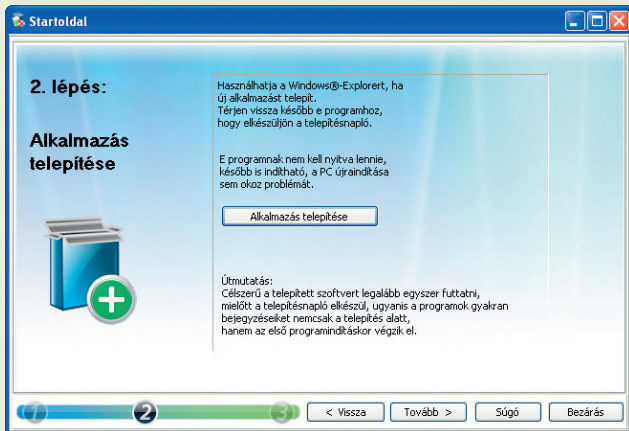 Startoldal
2. lépés:
Alkalmazás
telepítése
Használhatja a Windows®-Explorert, ha
új alkalmazást telepít.
Térjen vissza később e programhoz,
hogy elkészüljön a telepítésnapló.
E programnak nem kell nyitva lennie,
később is indítható, a PC újraindítása
sem okoz problémát.
Alkalmazás telepítése
Útmutatás:
Célszerű a telepített szoftvert legalább egyszer futtatni,
mielőtt a telepítésnapló elkészül, ugyanis a programok gyakran
bejegyzéseiket nemcsak a telepítés alatt,
hanem az első programindításkor végzik el.
1 2 3 < Vissza Tovább > Súgó Bezárás